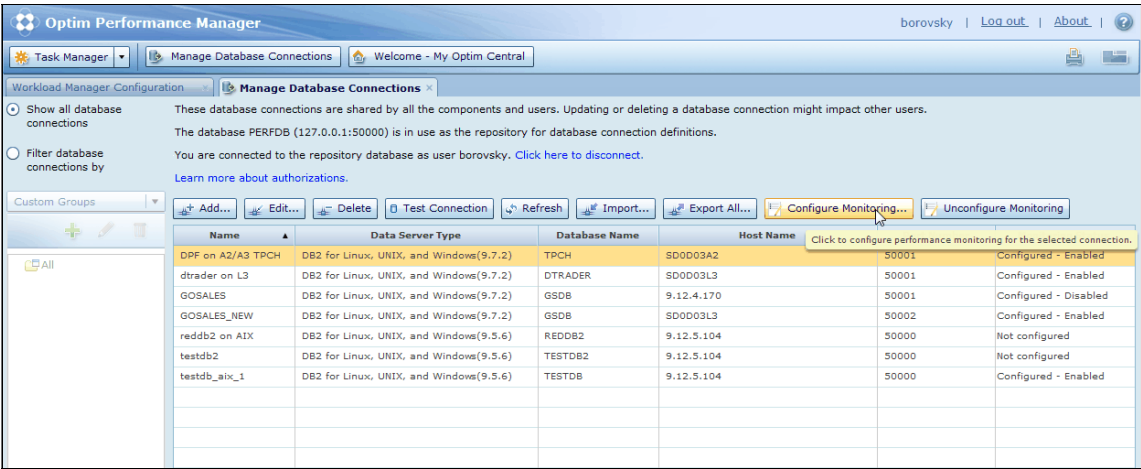 Optim Performance Manager borovsky | Log out | About | ?
Task Manager Manage Database Connections Welcome - My Optim Central
Workload Manager Configuration × Manage Database Connections ×
Show all database connections
These database connections are shared by all the components and users. Updating or deleting a database connection might impact other users.
The database PERFDB (127.0.0.1:50000) is in use as the repository for database connection definitions.
Filter database connections by
You are connected to the repository database as user borovsky. Click here to disconnect.
Learn more about authorizations.
Custom Groups
Add... Edit... Delete Test Connection Refresh Import... Export All... Configure Monitoring... Unconfigure Monitoring
All
Name Data Server Type Database Name Host Name
Click to configure performance monitoring for the selected connection.
DPF on A2/A3 TPCH DB2 for Linux, UNIX, and Windows(9.7.2) TPCH SD0D03A2 50001 Configured - Enabled
dtrader on L3 DB2 for Linux, UNIX, and Windows(9.7.2) DTRADER SD0D03L3 50001 Configured - Enabled
GOSALES DB2 for Linux, UNIX, and Windows(9.7.2) GSDB 9.12.4.170 50001 Configured - Disabled
GOSALES_NEW DB2 for Linux, UNIX, and Windows(9.7.2) GSDB SD0D03L3 50002 Configured - Enabled
reddb2 on AIX DB2 for Linux, UNIX, and Windows(9.5.6) REDDB2 9.12.5.104 50000 Not configured
testdb2 DB2 for Linux, UNIX, and Windows(9.5.6) TESTDB2 9.12.5.104 50000 Not configured
testdb_aix_1 DB2 for Linux, UNIX, and Windows(9.5.6) TESTDB 9.12.5.104 50000 Configured - Enabled